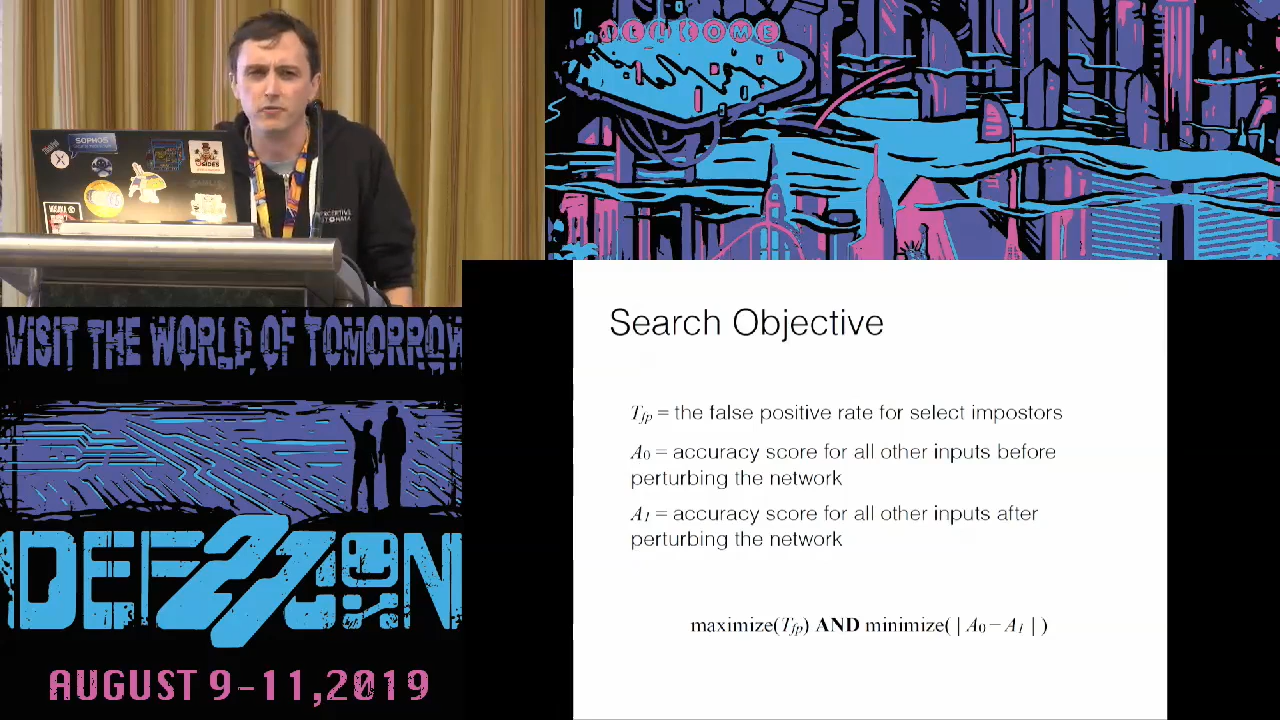 WELCOME
SOPHOS
BSIDES
VISIT THE WORLD OF TOMORROW
DEF27CON
AUGUST 9-11,2019
Search Objective
Tfp = the false positive rate for select impostors
A0 = accuracy score for all other inputs before
perturbing the network
A1 = accuracy score for all other inputs after
perturbing the network
maximize(Tfp) AND minimize( | A0 – A1 | )